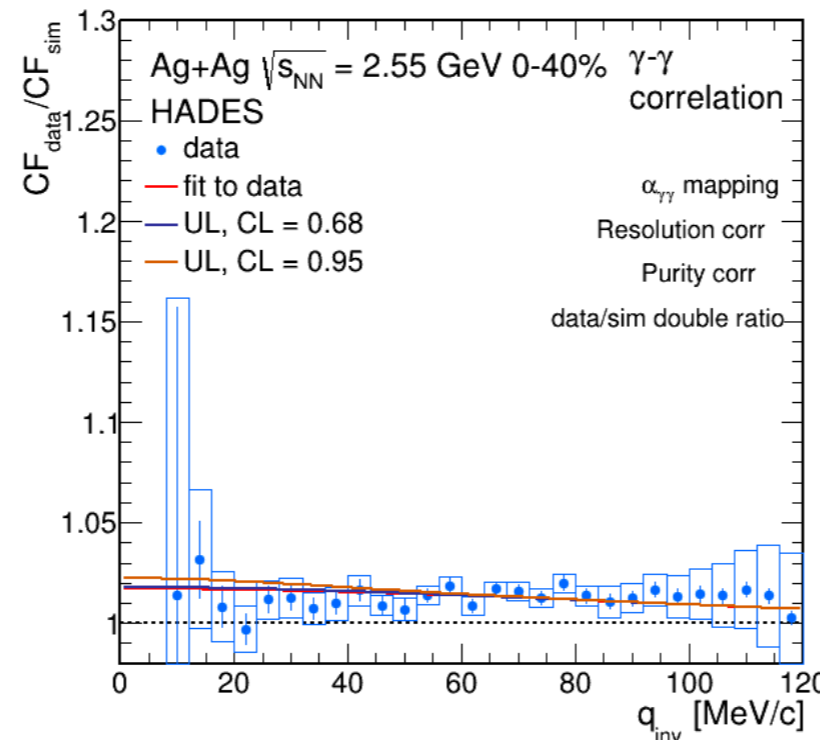 CF_data/CF_sim
1.3
1.25
1.2
1.15
1.1
1.05
1
Ag+Ag √s_NN = 2.55 GeV 0-40%
HADES
data
fit to data
UL, CL = 0.68
UL, CL = 0.95
γ-γ
correlation
α_γγ mapping
Resolution corr
Purity corr
data/sim double ratio
0 20 40 60 80 100 120
q_inv [MeV/c]